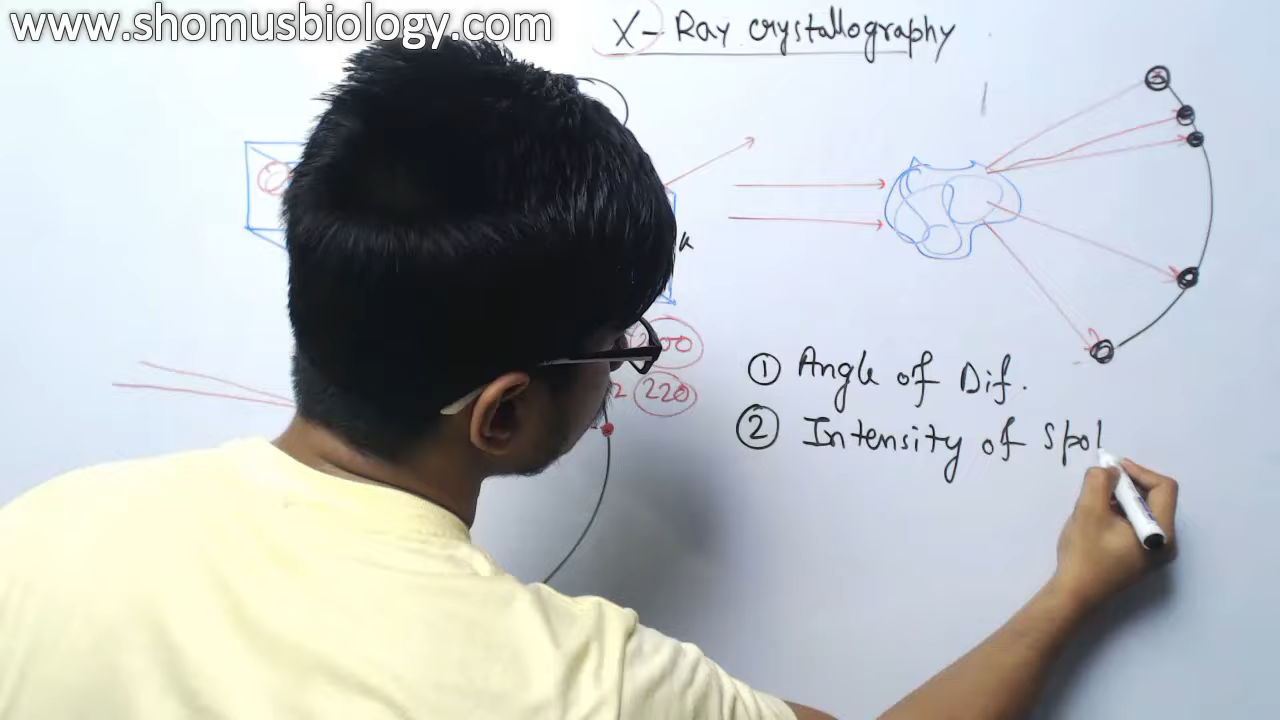 www.shomusbiology.com
X-Ray crystallography
220
① Angle of Dif.
② Intensity of Spot